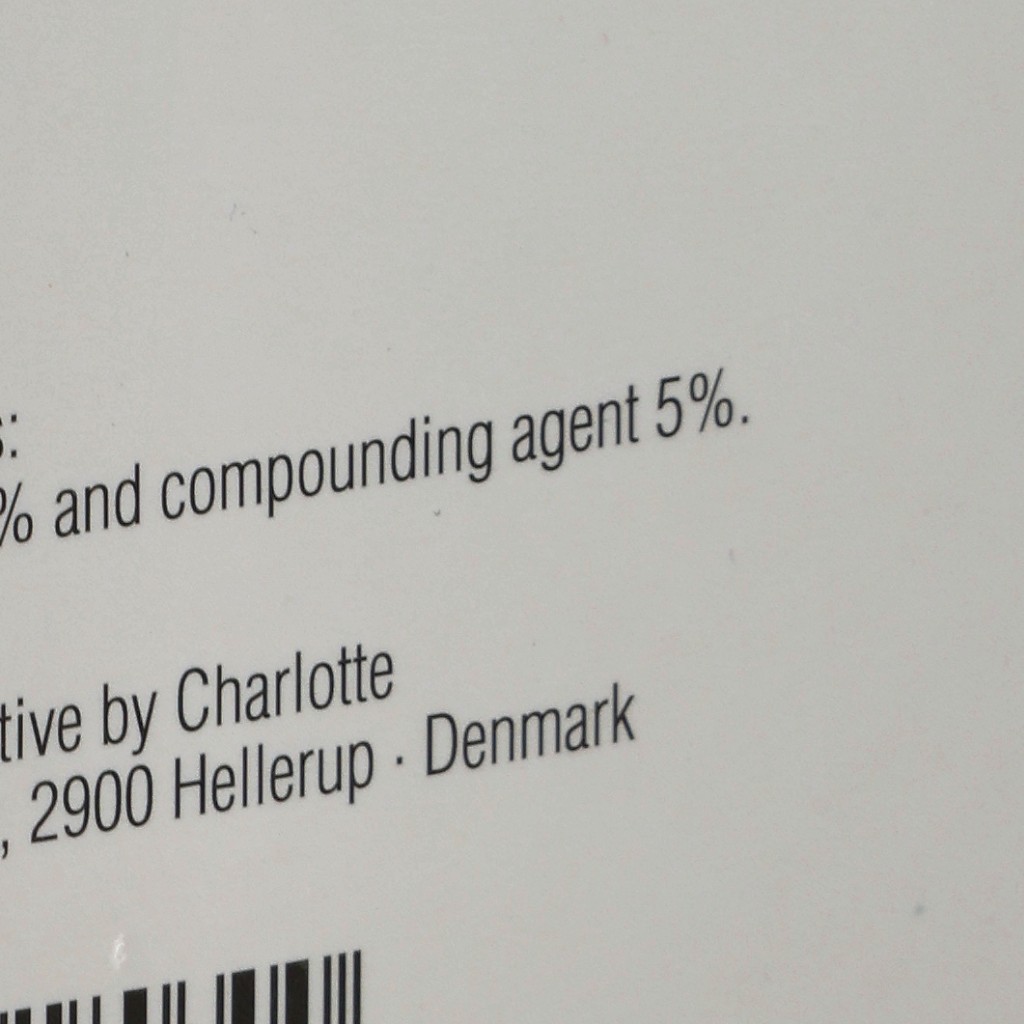 s:
% and compounding agent 5%.
tive by Charlotte
, 2900 Hellerup · Denmark